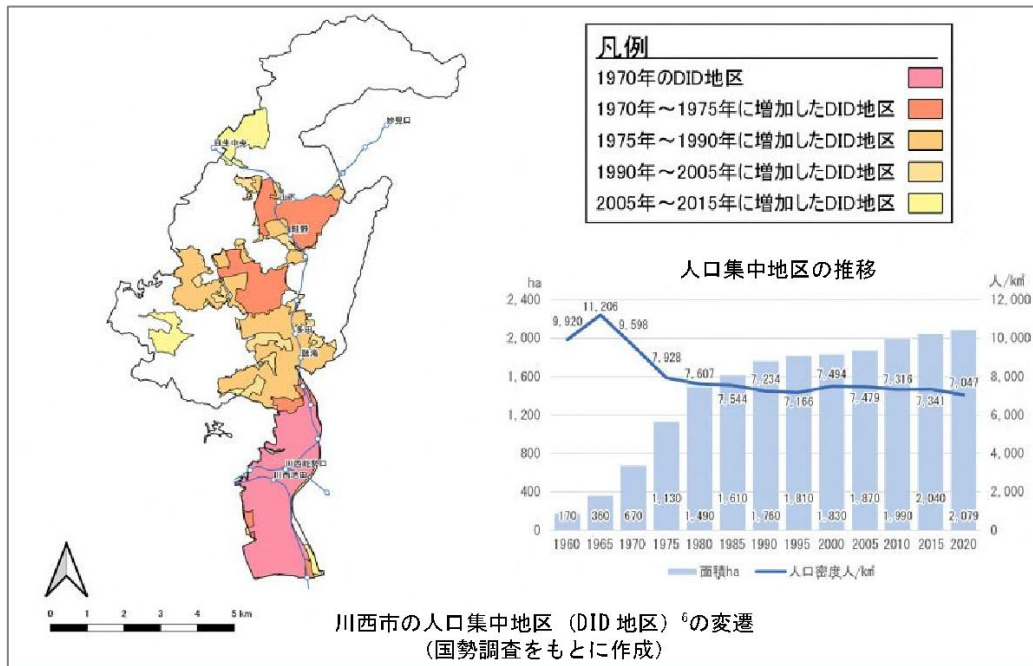 凡例
1970年のDID地区
1970年～1975年に増加したDID地区
1975年～1990年に増加したDID地区
1990年～2005年に増加したDID地区
2005年～2015年に増加したDID地区
妙見口
日生中央
山下
畦野
多田
鼓滝
川西能勢口
川西池田
0 1 2 3 4 5 km
人口集中地区の推移
ha
人/k㎡
2,400
2,000
1,600
1,200
800
400
0
12,000
10,000
8,000
6,000
4,000
2,000
0
9,920
11,206
9,598
7,928
7,607
7,544
7,234
7,166
7,494
7,479
7,316
7,341
7,047
170
360
670
1,130
1,490
1,610
1,760
1,810
1,830
1,870
1,990
2,040
2,079
1960 1965 1970 1975 1980 1985 1990 1995 2000 2005 2010 2015 2020
面積ha 人口密度人/k㎡
川西市の人口集中地区（DID 地区）⁶の変遷
（国勢調査をもとに作成）